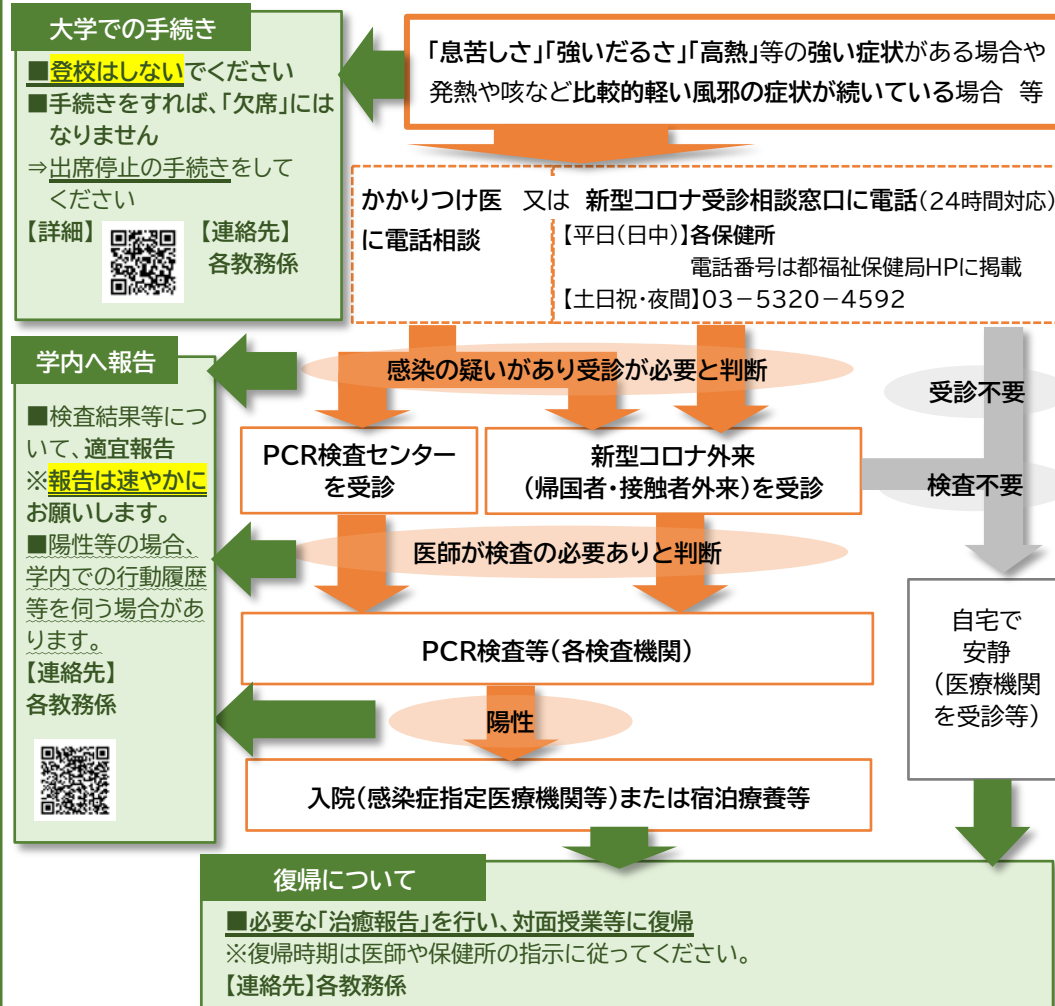 大学での手続き
■登校はしないでください
■手続きをすれば、「欠席」には
なりません
⇒出席停止の手続きをして
ください
【詳細】
【連絡先】
各教務係
「息苦しさ」「強いだるさ」「高熱」等の強い症状がある場合や
発熱や咳など比較的軽い風邪の症状が続いている場合 等
かかりつけ医
に電話相談
又は
新型コロナ受診相談窓口に電話(24時間対応)
【平日(日中)】各保健所
電話番号は都福祉保健局HPに掲載
【土日祝・夜間】03-5320-4592
学内へ報告
■検査結果等につ
いて、適宜報告
※報告は速やかに
お願いします。
■陽性等の場合、
学内での行動履歴
等を伺う場合があ
ります。
【連絡先】
各教務係
感染の疑いがあり受診が必要と判断
受診不要
PCR検査センター
を受診
新型コロナ外来
(帰国者・接触者外来)を受診
検査不要
医師が検査の必要ありと判断
PCR検査等(各検査機関)
自宅で
安静
(医療機関
を受診等)
陽性
入院(感染症指定医療機関等)または宿泊療養等
復帰について
■必要な「治癒報告」を行い、対面授業等に復帰
※復帰時期は医師や保健所の指示に従ってください。
【連絡先】各教務係